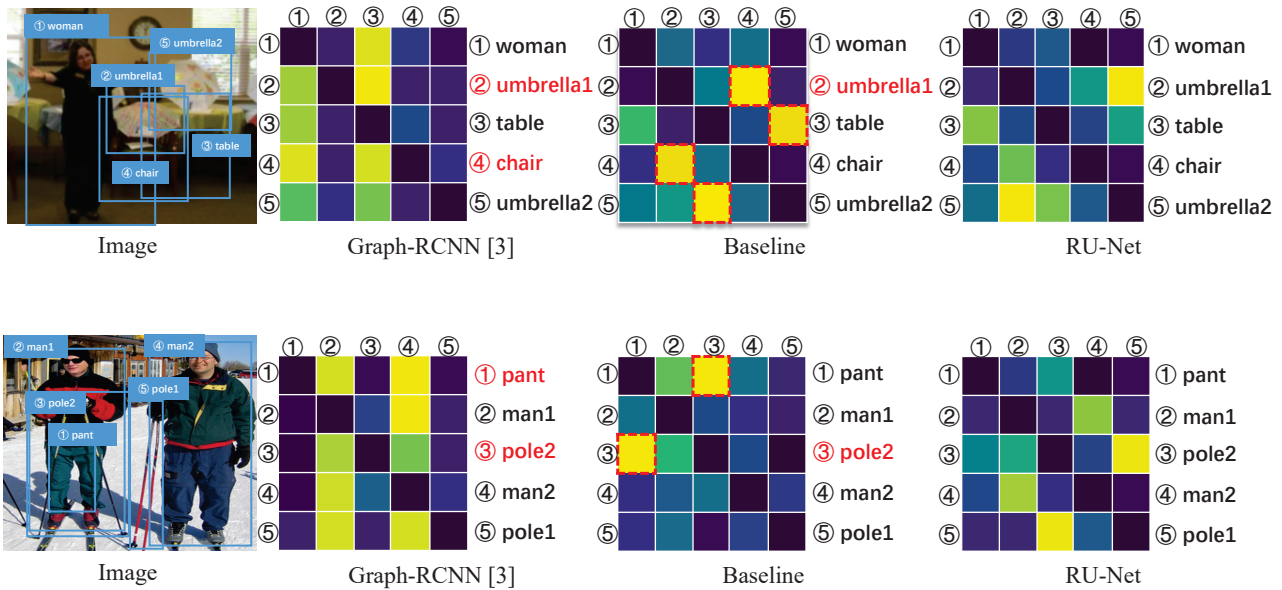 ① woman
⑤ umbrella2
② umbrella1
③ table
④ chair
Image
① ② ③ ④ ⑤
① ① woman
② ② umbrella1
③ ③ table
④ ④ chair
⑤ ⑤ umbrella2
Graph-RCNN [3]
① ② ③ ④ ⑤
① ① woman
② ② umbrella1
③ ③ table
④ ④ chair
⑤ ⑤ umbrella2
Baseline
① ② ③ ④ ⑤
① ① woman
② ② umbrella1
③ ③ table
④ ④ chair
⑤ ⑤ umbrella2
RU-Net
② man1
④ man2
⑤ pole1
③ pole2
① pant
Image
① ② ③ ④ ⑤
① ① pant
② ② man1
③ ③ pole2
④ ④ man2
⑤ ⑤ pole1
Graph-RCNN [3]
① ② ③ ④ ⑤
① ① pant
② ② man1
③ ③ pole2
④ ④ man2
⑤ ⑤ pole1
Baseline
① ② ③ ④ ⑤
① ① pant
② ② man1
③ ③ pole2
④ ④ man2
⑤ ⑤ pole1
RU-Net